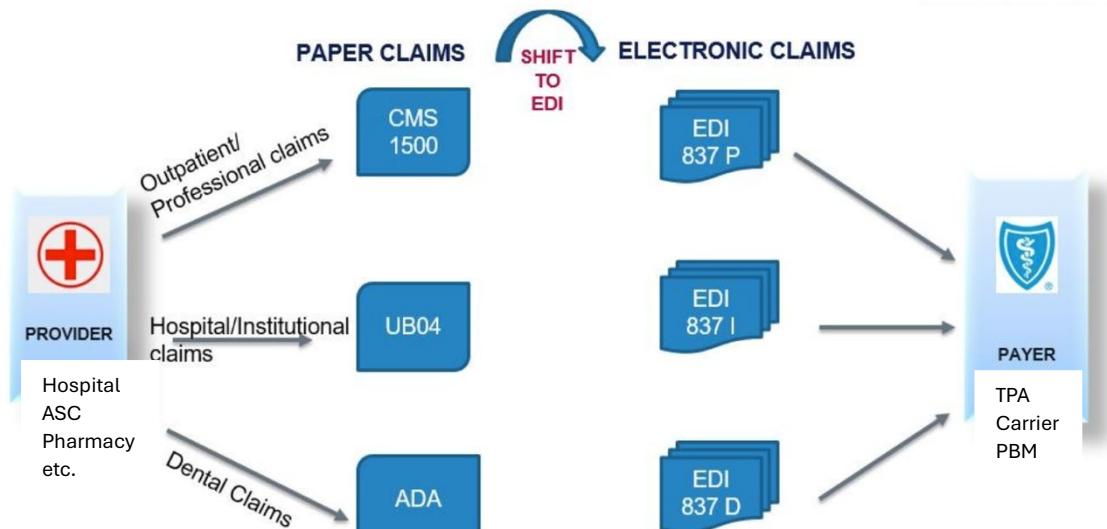 PAPER CLAIMS
SHIFT
TO
EDI
ELECTRONIC CLAIMS
Outpatient/
Professional claims
CMS
1500
EDI
837 P
PROVIDER
Hospital
ASC
Pharmacy
etc.
Hospital/Institutional
claims
UB04
EDI
837 I
®
PAYER
TPA
Carrier
PBM
Dental Claims
ADA
EDI
837 D